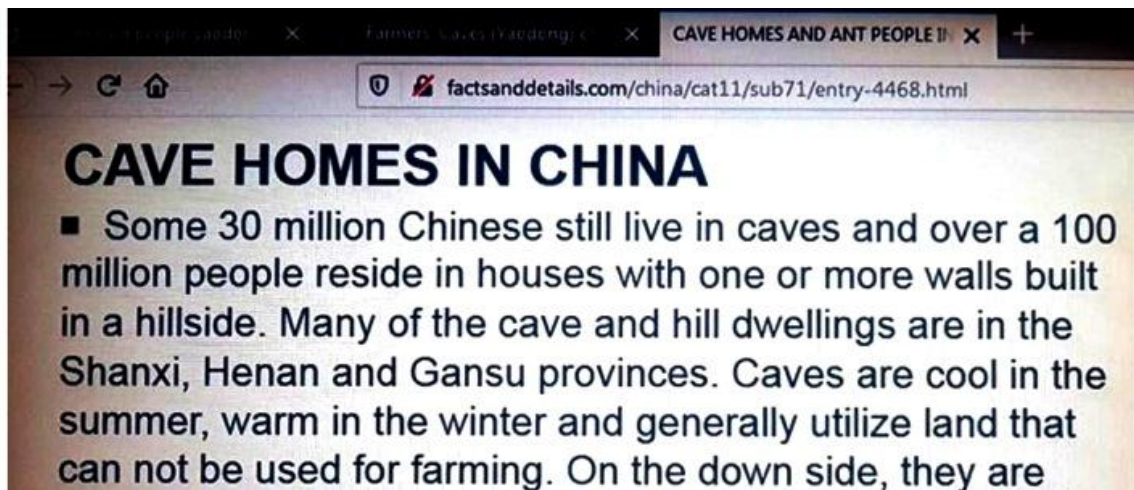 Farmers, Caves (Yaodong)
CAVE HOMES AND ANT PEOPLE IN
factsanddetails.com/china/cat11/sub71/entry-4468.html
CAVE HOMES IN CHINA
■ Some 30 million Chinese still live in caves and over a 100
million people reside in houses with one or more walls built
in a hillside. Many of the cave and hill dwellings are in the
Shanxi, Henan and Gansu provinces. Caves are cool in the
summer, warm in the winter and generally utilize land that
can not be used for farming. On the down side, they are